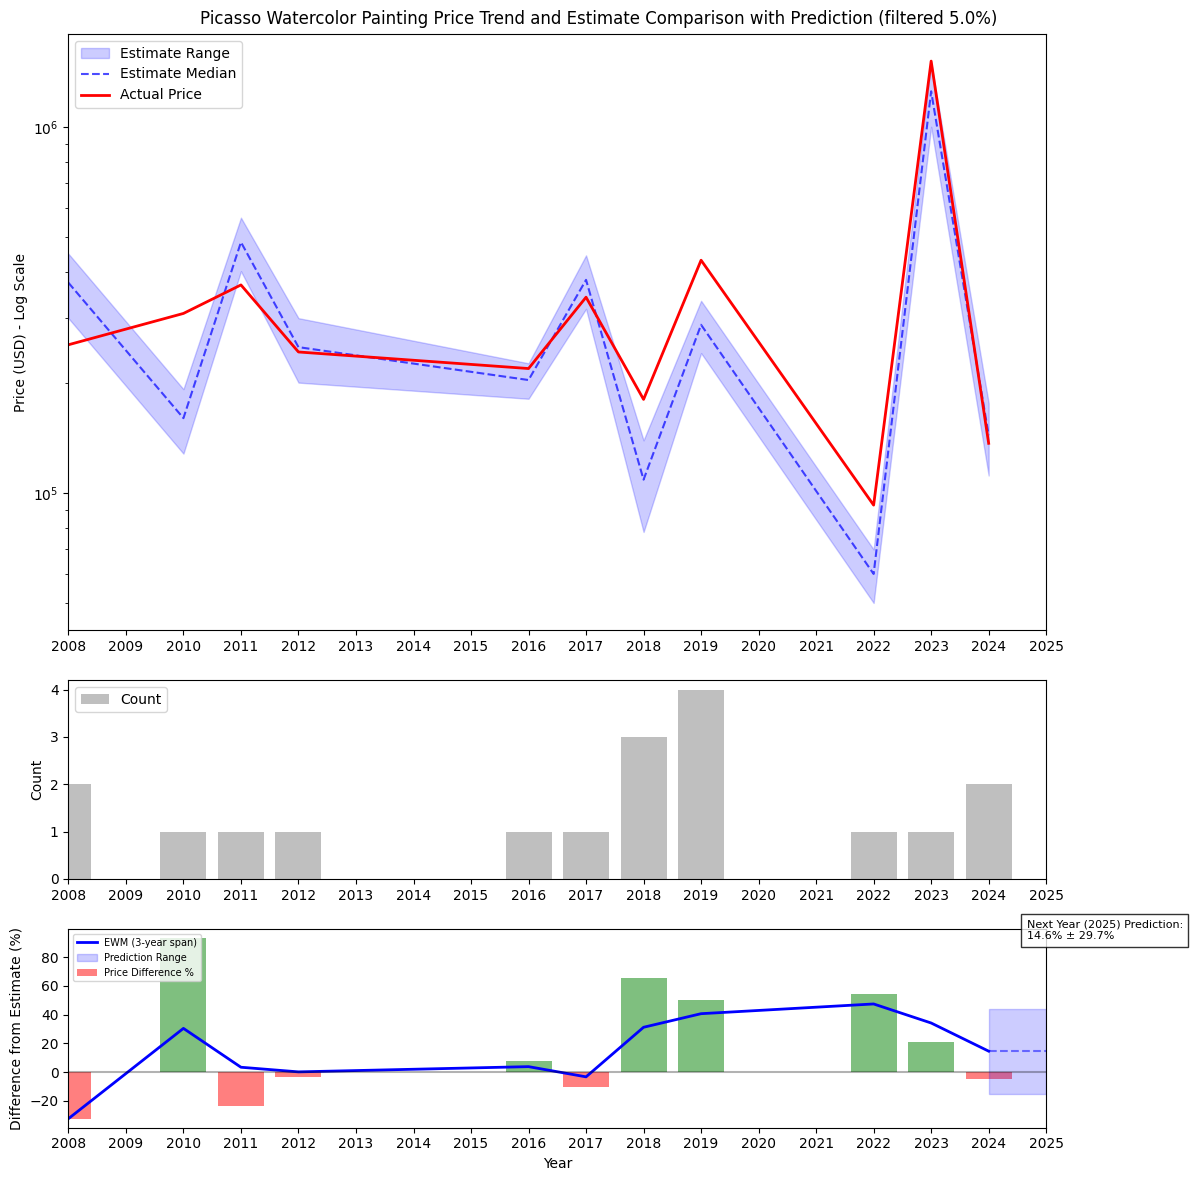 Picasso Watercolor Painting Price Trend and Estimate Comparison with Prediction (filtered 5.0%)
Estimate Range
Estimate Median
Actual Price
Price (USD) - Log Scale
10⁶
10⁵
2008 2009 2010 2011 2012 2013 2014 2015 2016 2017 2018 2019 2020 2021 2022 2023 2024 2025
Count
Count
4
3
2
1
0
2008 2009 2010 2011 2012 2013 2014 2015 2016 2017 2018 2019 2020 2021 2022 2023 2024 2025
Next Year (2025) Prediction:
14.6% ± 29.7%
EWM (3-year span)
Prediction Range
Price Difference %
Difference from Estimate (%)
80
60
40
20
0
−20
2008 2009 2010 2011 2012 2013 2014 2015 2016 2017 2018 2019 2020 2021 2022 2023 2024 2025
Year